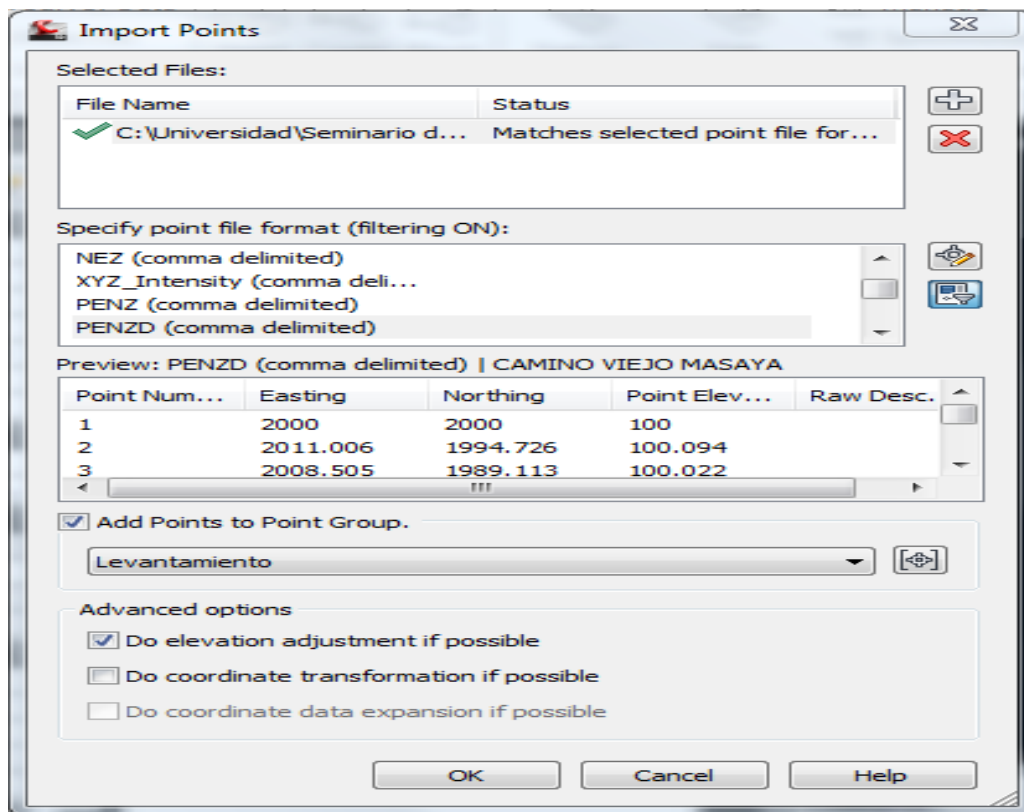 Import Points
Selected Files:
File Name Status
C:\Universidad\Seminario d... Matches selected point file for...
Specify point file format (filtering ON):
NEZ (comma delimited)
XYZ_Intensity (comma deli...
PENZ (comma delimited)
PENZD (comma delimited)
Preview: PENZD (comma delimited) | CAMINO VIEJO MASAYA
Point Num... Easting Northing Point Elev... Raw Desc.
1 2000 2000 100
2 2011.006 1994.726 100.094
3 2008.505 1989.113 100.022
Add Points to Point Group.
Levantamiento
Advanced options
Do elevation adjustment if possible
Do coordinate transformation if possible
Do coordinate data expansion if possible
OK Cancel Help